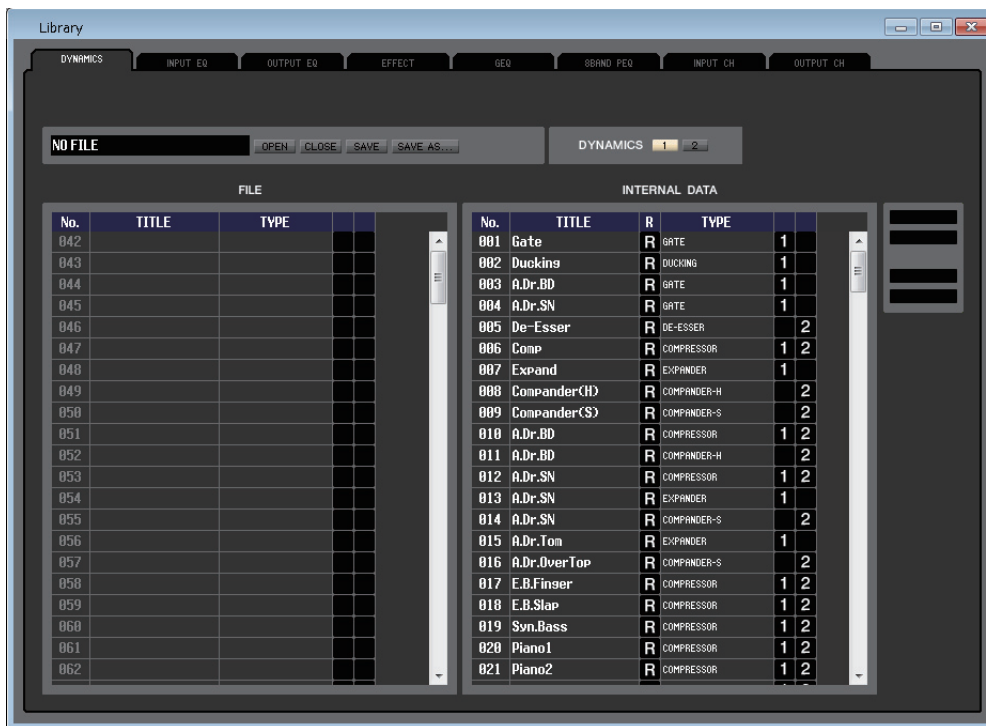 Library
DYNAMICS INPUT EQ OUTPUT EQ EFFECT GEQ 8BAND PEQ INPUT CH OUTPUT CH
NO FILE OPEN CLOSE SAVE SAVE AS... DYNAMICS 1 2
FILE INTERNAL DATA
No. TITLE TYPE No. TITLE R TYPE
042 001 Gate R GATE 1
043 002 Ducking R DUCKING 1
044 003 A.Dr.BD R GATE 1
045 004 A.Dr.SN R GATE 1
046 005 De-Esser R DE-ESSER 2
047 006 Comp R COMPRESSOR 1 2
048 007 Expand R EXPANDER 1
049 008 Compander(H) R COMPANDER-H 2
050 009 Compander(S) R COMPANDER-S 2
051 010 A.Dr.BD R COMPRESSOR 1 2
052 011 A.Dr.BD R COMPANDER-H 2
053 012 A.Dr.SN R COMPRESSOR 1 2
054 013 A.Dr.SN R EXPANDER 1
055 014 A.Dr.SN R COMPANDER-S 2
056 015 A.Dr.Tom R EXPANDER 1
057 016 A.Dr.OverTop R COMPANDER-S 2
058 017 E.B.Finger R COMPRESSOR 1 2
059 018 E.B.Slap R COMPRESSOR 1 2
060 019 Syn.Bass R COMPRESSOR 1 2
061 020 Piano1 R COMPRESSOR 1 2
062 021 Piano2 R COMPRESSOR 1 2